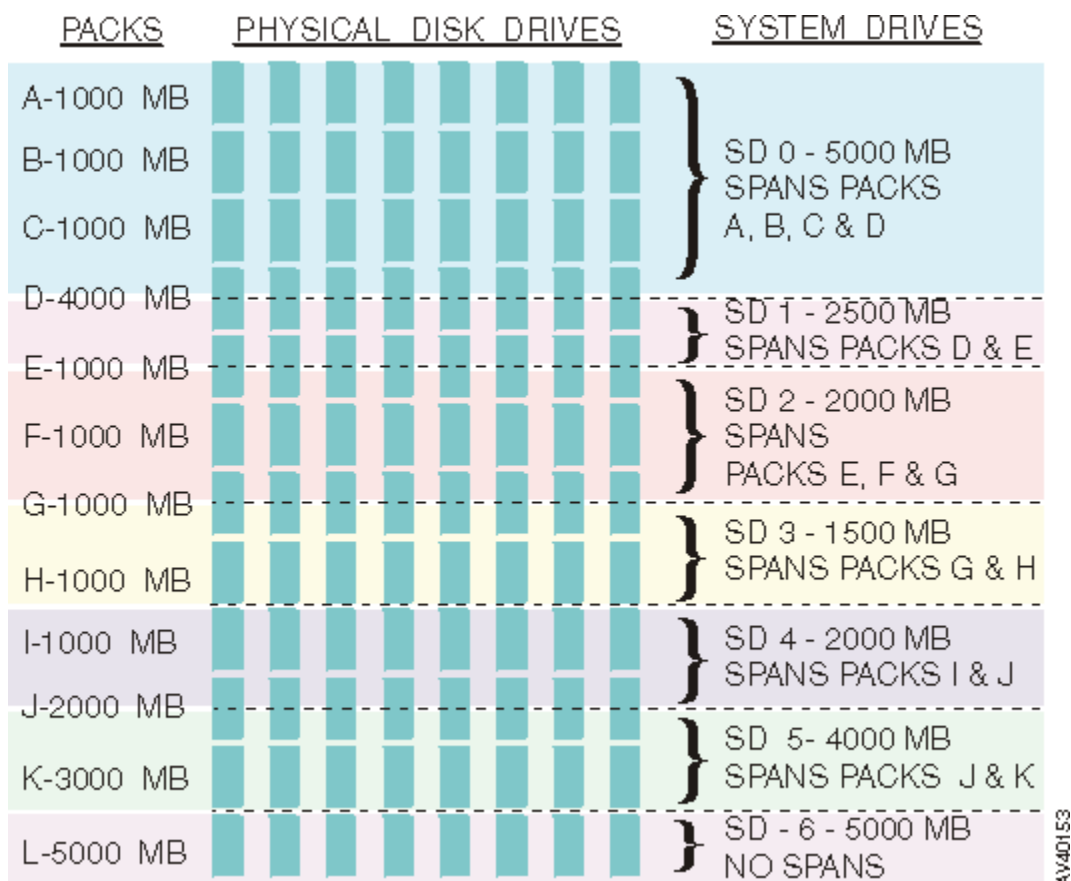 PACKS PHYSICAL DISK DRIVES SYSTEM DRIVES
A-1000 MB
B-1000 MB
C-1000 MB
SD 0 - 5000 MB
SPANS PACKS
A, B, C & D
D-4000 MB
SD 1 - 2500 MB
SPANS PACKS D & E
E-1000 MB
F-1000 MB
SD 2 - 2000 MB
SPANS
PACKS E, F & G
G-1000 MB
H-1000 MB
SD 3 - 1500 MB
SPANS PACKS G & H
I-1000 MB
SD 4 - 2000 MB
SPANS PACKS I & J
J-2000 MB
K-3000 MB
SD 5- 4000 MB
SPANS PACKS J & K
L-5000 MB
SD - 6 - 5000 MB
NO SPANS
AY40153